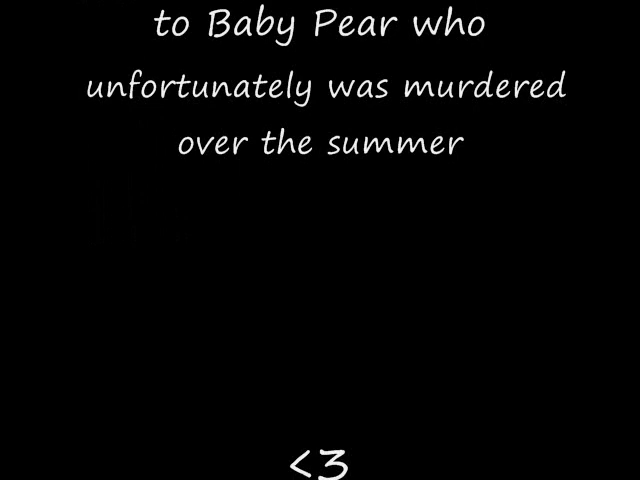 to Baby Pear who
unfortunately was murdered
over the summer
<3